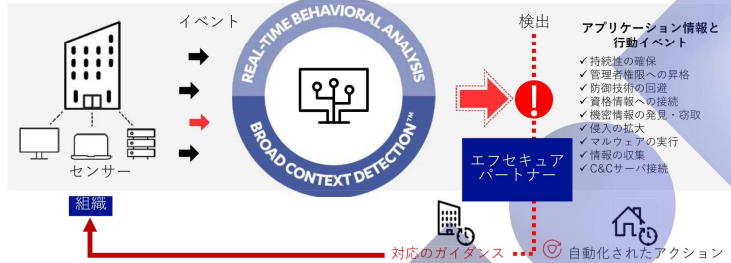 イベント
検出
アプリケーション情報と
行動イベント
✓持続性の確保
✓管理者権限への昇格
✓防御技術の回避
✓資格情報への接続
✓機密情報の発見・窃取
✓侵入の拡大
✓マルウェアの実行
✓情報の収集
✓C&Cサーバ接続
REAL-TIME BEHAVIORAL ANALYSIS
BROAD CONTEXT DETECTION™
センサー
エフセキュア
パートナー
組織
対応のガイダンス
自動化されたアクション